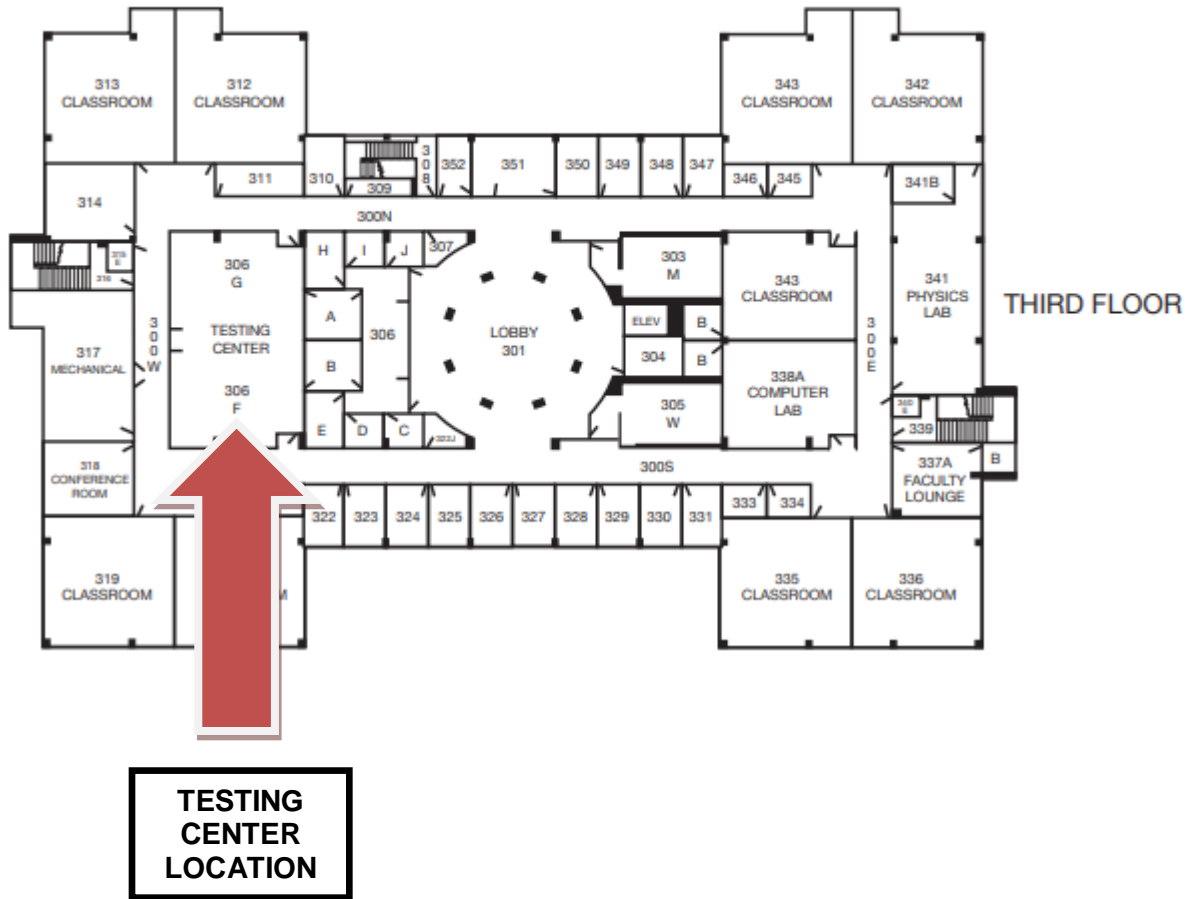 313
CLASSROOM
312
CLASSROOM
343
CLASSROOM
342
CLASSROOM
314
311
310
309
308
352
351
350
349
348
347
346
345
341B
300N
316
317
MECHANICAL
300W
306
G
TESTING
CENTER
306
F
H
I
J
307
A
B
306
E
D
C
LOBBY
301
303
M
ELEV
B
304
B
305
W
343
CLASSROOM
338A
COMPUTER
LAB
300E
341
PHYSICS
LAB
THIRD FLOOR
339
337A
FACULTY
LOUNGE
B
318
CONFERENCE
ROOM
300S
322
323
324
325
326
327
328
329
330
331
333
334
319
CLASSROOM
335
CLASSROOM
336
CLASSROOM
TESTING
CENTER
LOCATION